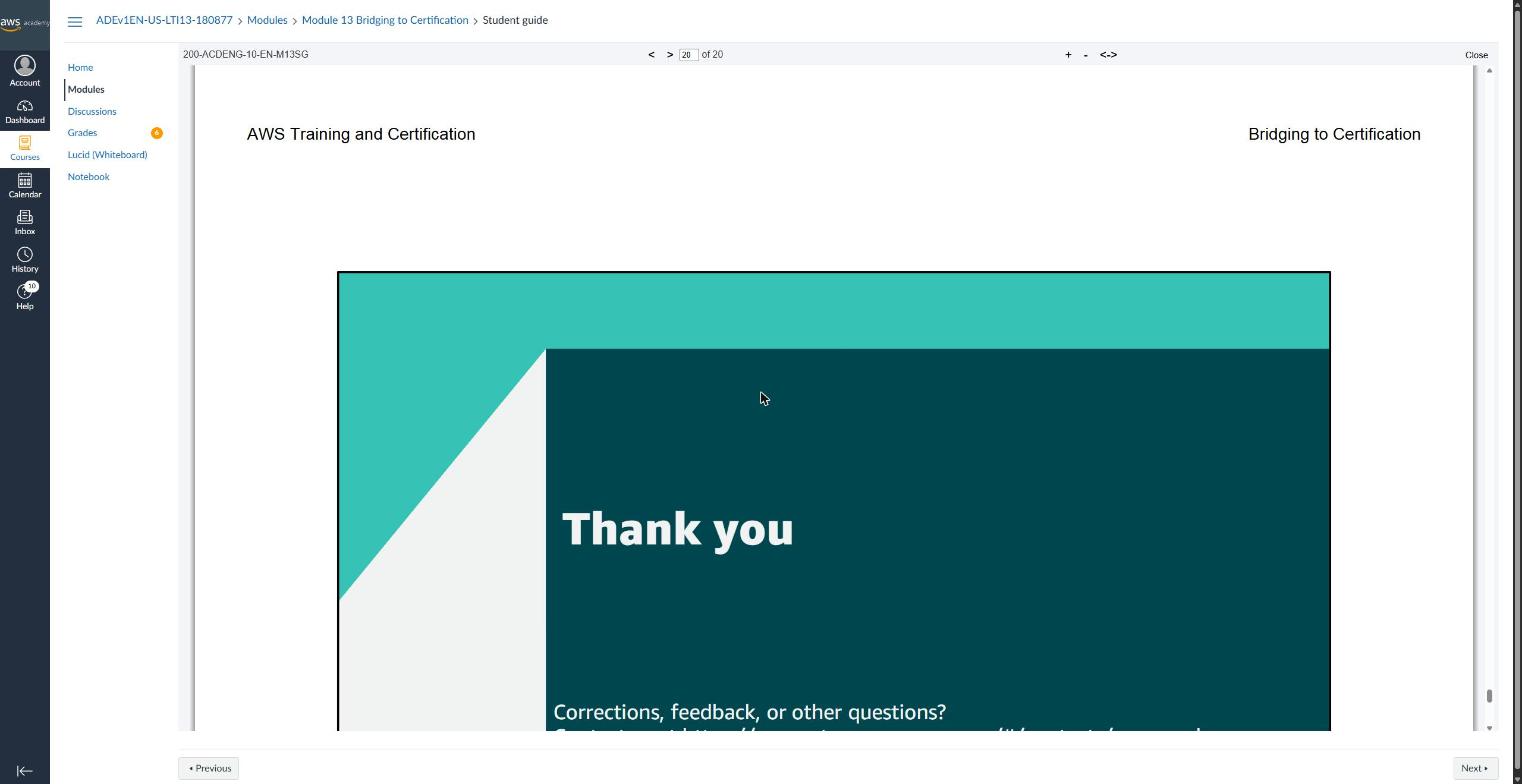 aws academy
ADEv1EN-US-LTI13-180877 > Modules > Module 13 Bridging to Certification > Student guide
Account
Dashboard
Courses
Calendar
Inbox
History
10
Help
Home
Modules
Discussions
Grades 6
Lucid (Whiteboard)
Notebook
200-ACDENG-10-EN-M13SG < > 20 of 20 + - <-> Close
AWS Training and Certification Bridging to Certification
Thank you
Corrections, feedback, or other questions?
Previous Next